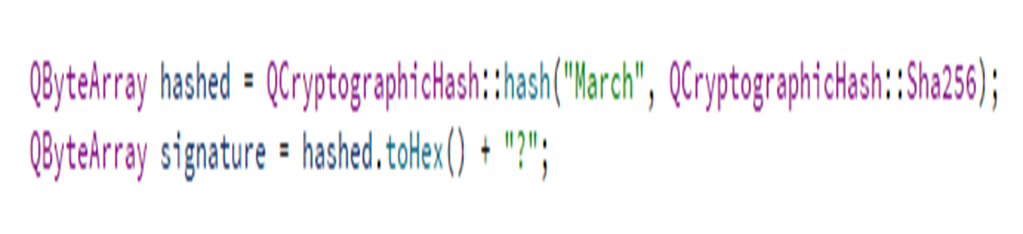 QByteArray hashed = QCryptographicHash::hash("March", QCryptographicHash::Sha256);
QByteArray signature = hashed.toHex() + "?";